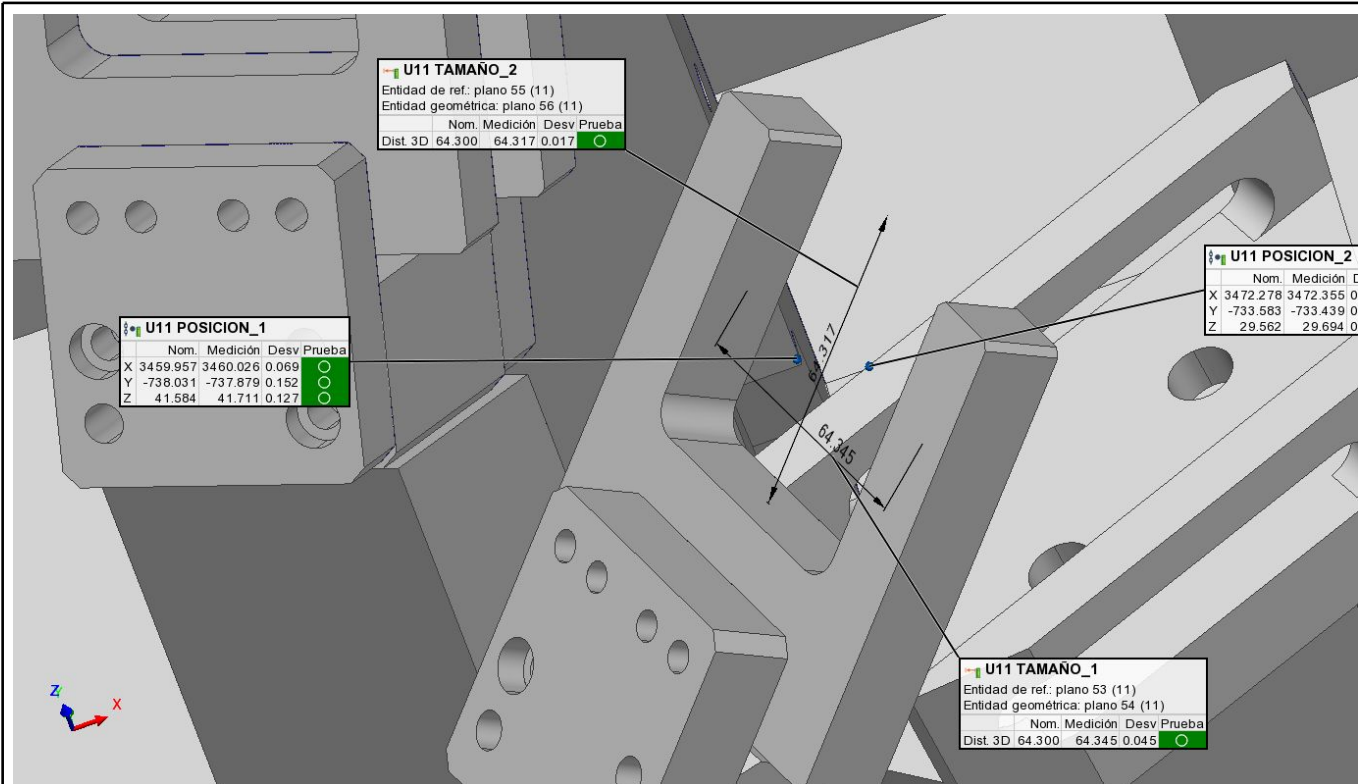 U11 TAMAÑO_2
Entidad de ref.: plano 55 (11)
Entidad geométrica: plano 56 (11)
Nom. Medición Desv Prueba
Dist. 3D 64.300 64.317 0.017
U11 POSICION_2
Nom. Medición
X 3472.278 3472.355
Y -733.583 -733.439
Z 29.562 29.694
U11 POSICION_1
Nom. Medición Desv Prueba
X 3459.957 3460.026 0.069
Y -738.031 -737.879 0.152
Z 41.584 41.711 0.127
64.317
64.345
U11 TAMAÑO_1
Entidad de ref.: plano 53 (11)
Entidad geométrica: plano 54 (11)
Nom. Medición Desv Prueba
Dist. 3D 64.300 64.345 0.045
Z X